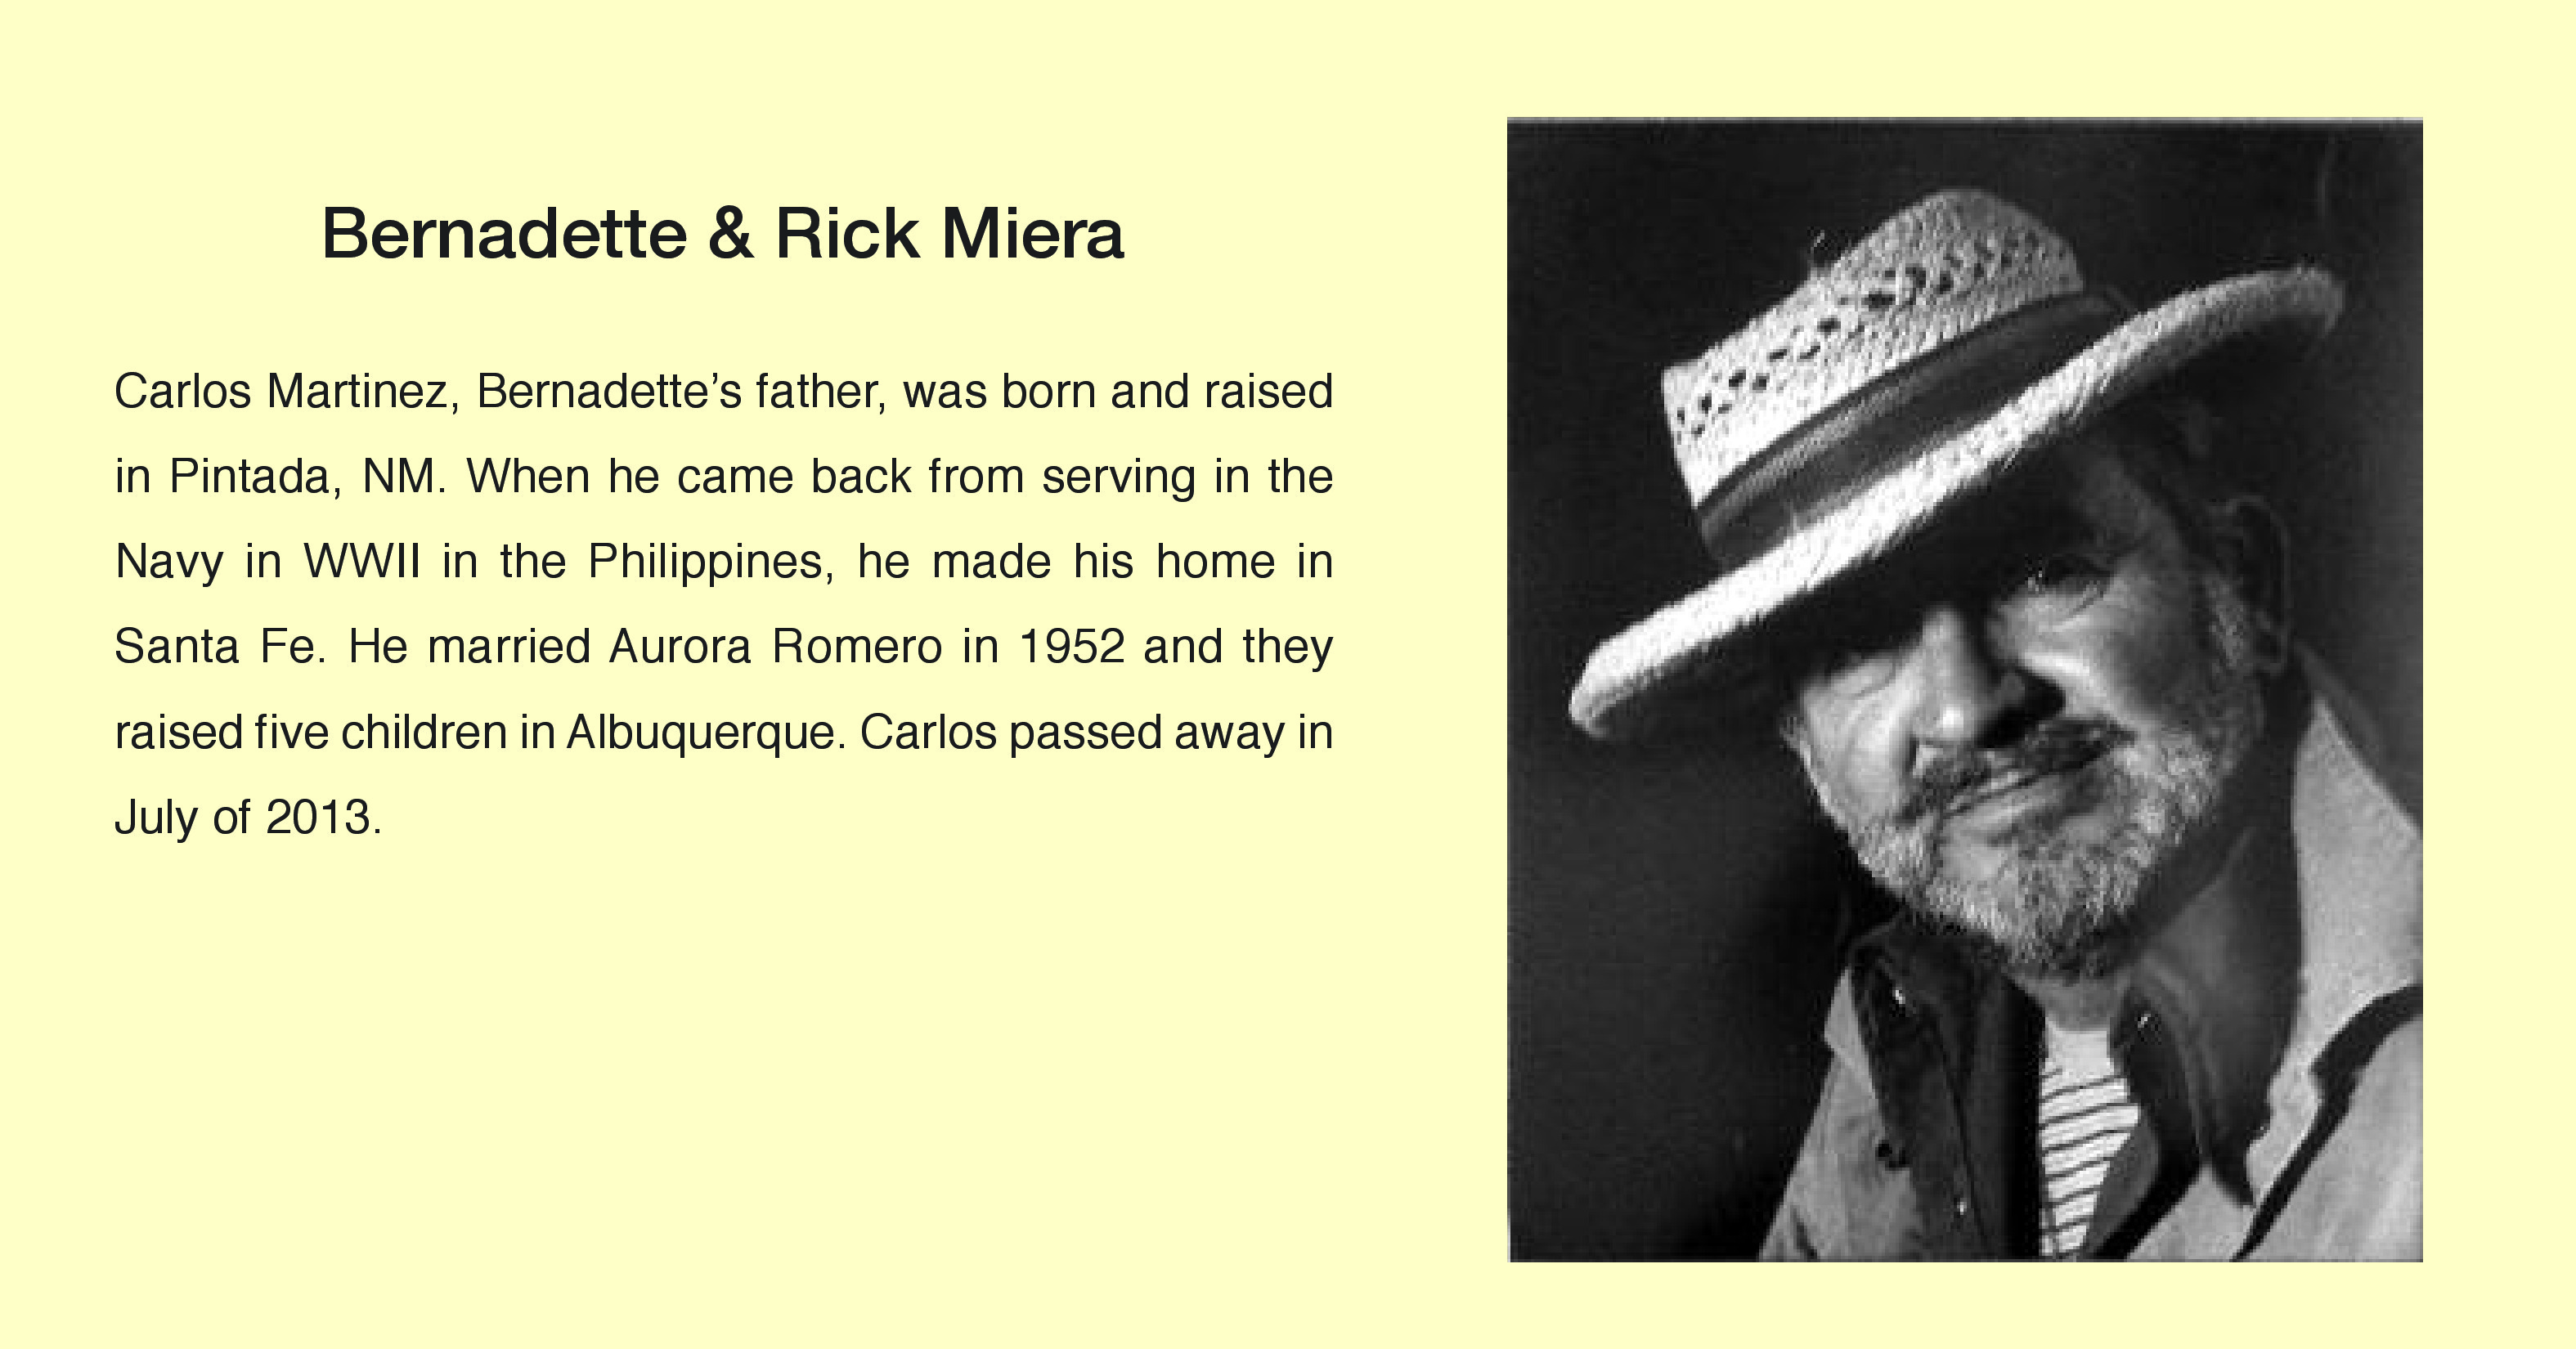 Bernadette & Rick Miera
Carlos Martinez, Bernadette’s father, was born and raised
in Pintada, NM. When he came back from serving in the
Navy in WWII in the Philippines, he made his home in
Santa Fe. He married Aurora Romero in 1952 and they
raised five children in Albuquerque. Carlos passed away in
July of 2013.